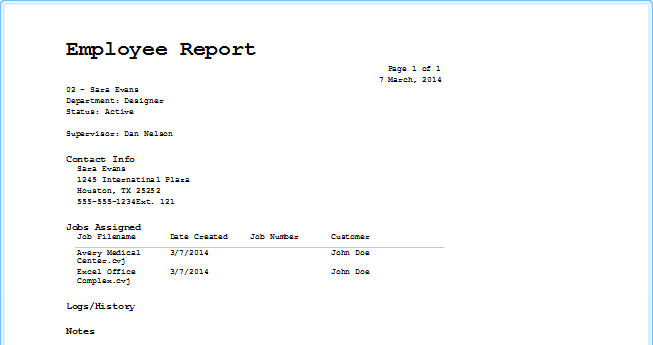 Employee Report
Page 1 of 1
7 March, 2014
02 - Sara Evans
Department: Designer
Status: Active
Supervisor: Dan Nelson
Contact Info
Sara Evans
1245 Internatinal Plara
Houston, TX 25252
555-555-1234Ext. 121
Jobs Assigned
Job Filename Date Created Job Number Customer
Avery Medical 3/7/2014 John Doe
Center.cvj
Excel Office 3/7/2014 John Doe
Complex.cvj
Logs/History
Notes